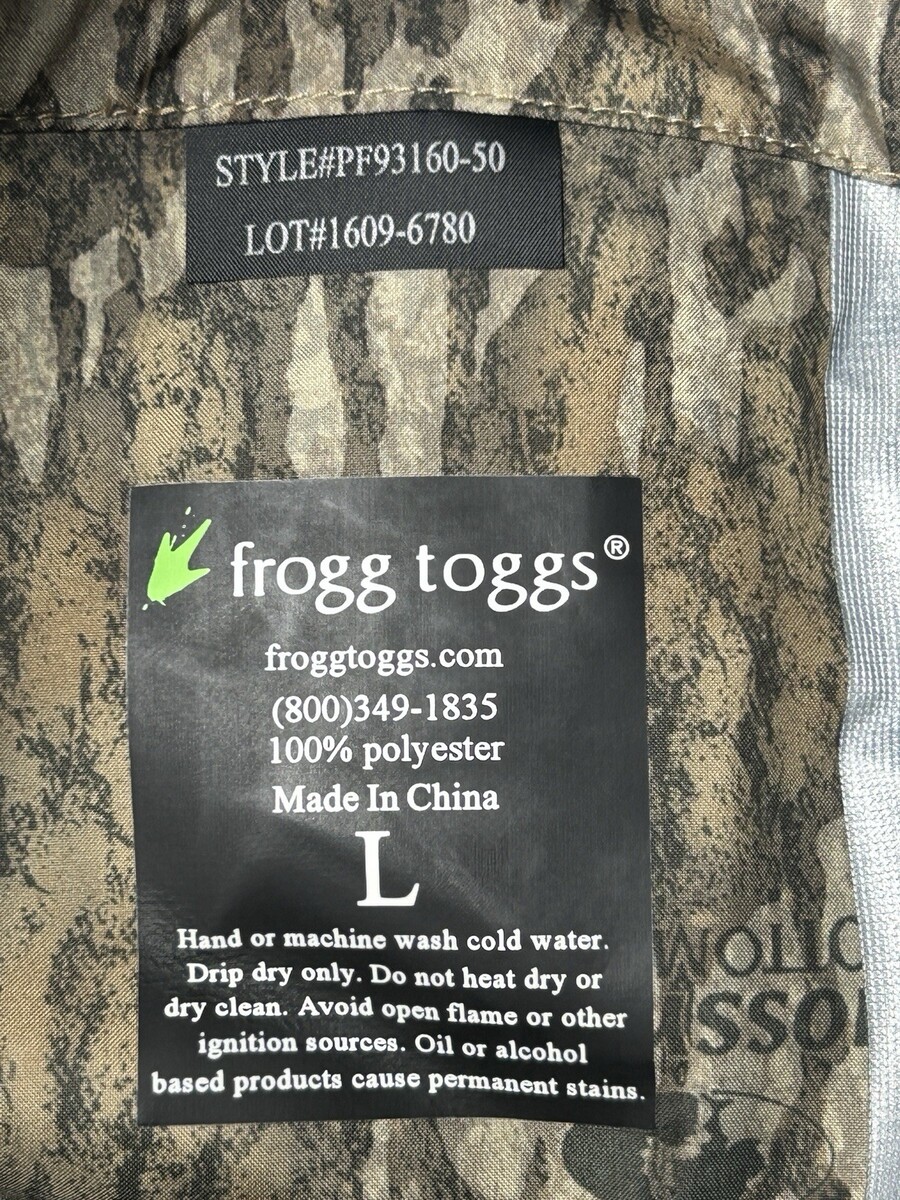 STYLE#PF93160-50
LOT#1609-6780
frogg toggs®
froggtoggs.com
(800)349-1835
100% polyester
Made In China
L
Hand or machine wash cold water.
Drip dry only. Do not heat dry or
dry clean. Avoid open flame or other
ignition sources. Oil or alcohol
based products cause permanent stains.